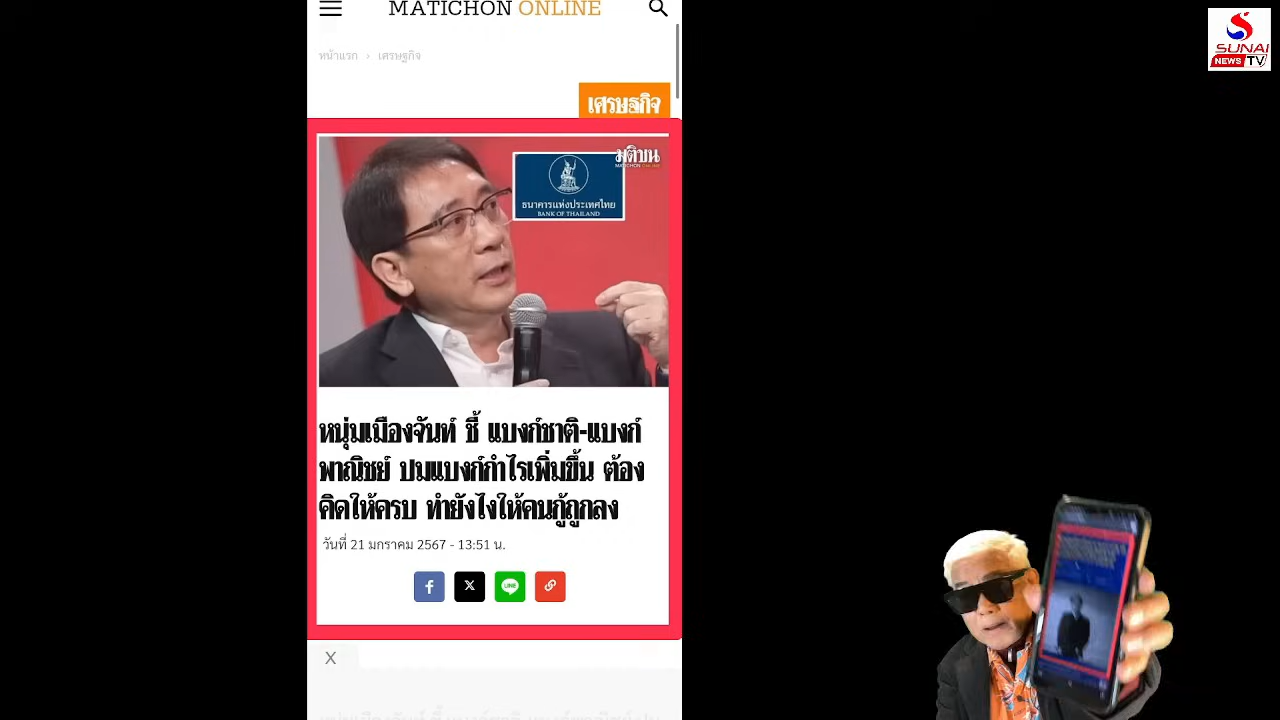 MATICHON ONLINE
SUNAI
NEWS TV
หน้าแรก › เศรษฐกิจ
เศรษฐกิจ
มติชน
MATICHON ONLINE
ธนาคารแห่งประเทศไทย
BANK OF THAILAND
หนุ่มเมืองจันท์ ชี้ แบงก์ชาติ-แบงก์
พาณิชย์ ปมแบงก์กำไรเพิ่มขึ้น ต้อง
คิดให้ครบ ทำยังไงให้คนกู้ถูกลง
วันที่ 21 มกราคม 2567 - 13:51 น.
f
X
LINE
X